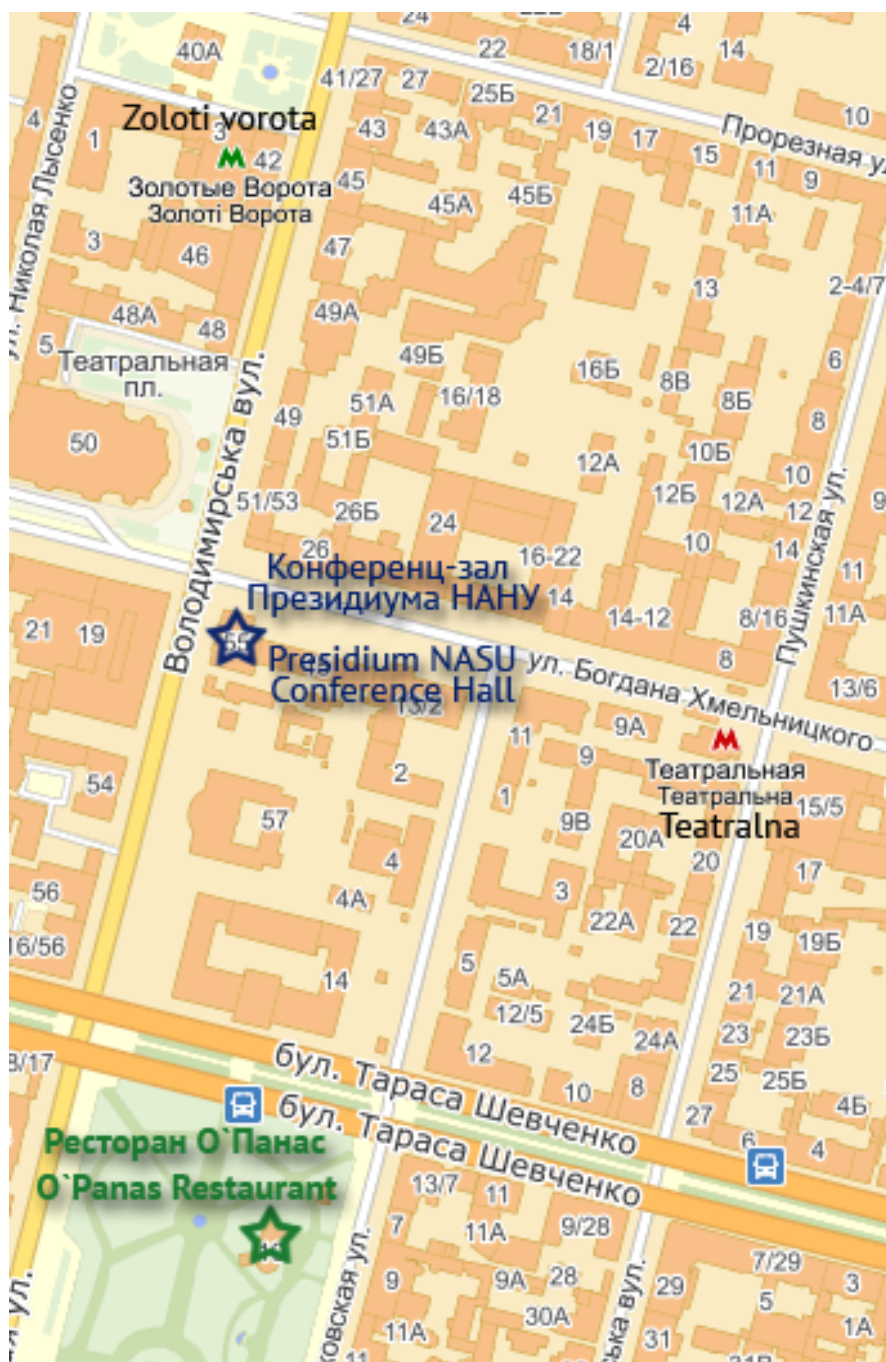 24
22
18/1
4
14
2/16
40А
41/27
27
25Б
21
19
17
15
10
Прорезная
4
1
Zoloti vorota
3
42
43
43А
11
9
11А
Золотые Ворота
Золоті Ворота
45
45А
45Б
ул. Николая Лысенко
3
46
47
13
2-4/7
48А
48
49А
5
Театральная
пл.
49Б
16/18
16Б
8В
8Б
6
8
50
49
51А
51Б
12А
10Б
10
12Б
12А
12
9
51/53
26Б
24
26
16-22
10
14
11
Володимирська вул.
Конференц-зал
Президиума НАНУ
14
14-12
8/16
11А
Пушкинская ул.
21
19
55
Presidium NASU
Conference Hall
ул. Богдана Хмельницкого
8
13/6
13/2
11
9А
9
2
1
54
57
9В
Театральная
Театральна
Teatralna
15/5
20А
20
17
4
4А
3
56
22А
22
19
19Б
16/56
14
5
5А
12/5
24Б
24А
21
21А
23
23Б
12
10
8
25
25Б
27
4Б
6
4
бул. Тараса Шевченко
бул. Тараса Шевченко
Ресторан О`Панас
O`Panas Restaurant
13/7
11
7
11А
9/28
9
9А
28
30А
29
7/29
5
3
1А
11А
31
11